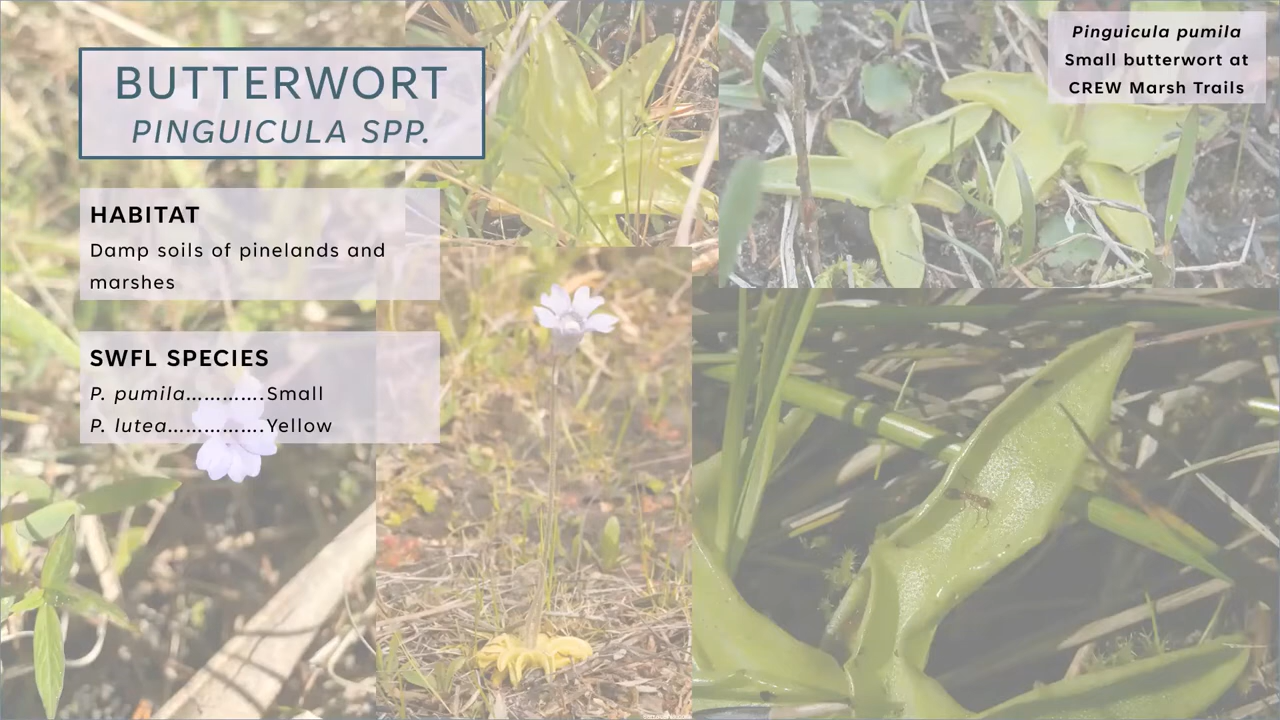 BUTTERWORT
PINGUICULA SPP.
HABITAT
Damp soils of pinelands and
marshes
SWFL SPECIES
P. pumila.............Small
P. lutea...............Yellow
Pinguicula pumila
Small butterwort at
CREW Marsh Trails